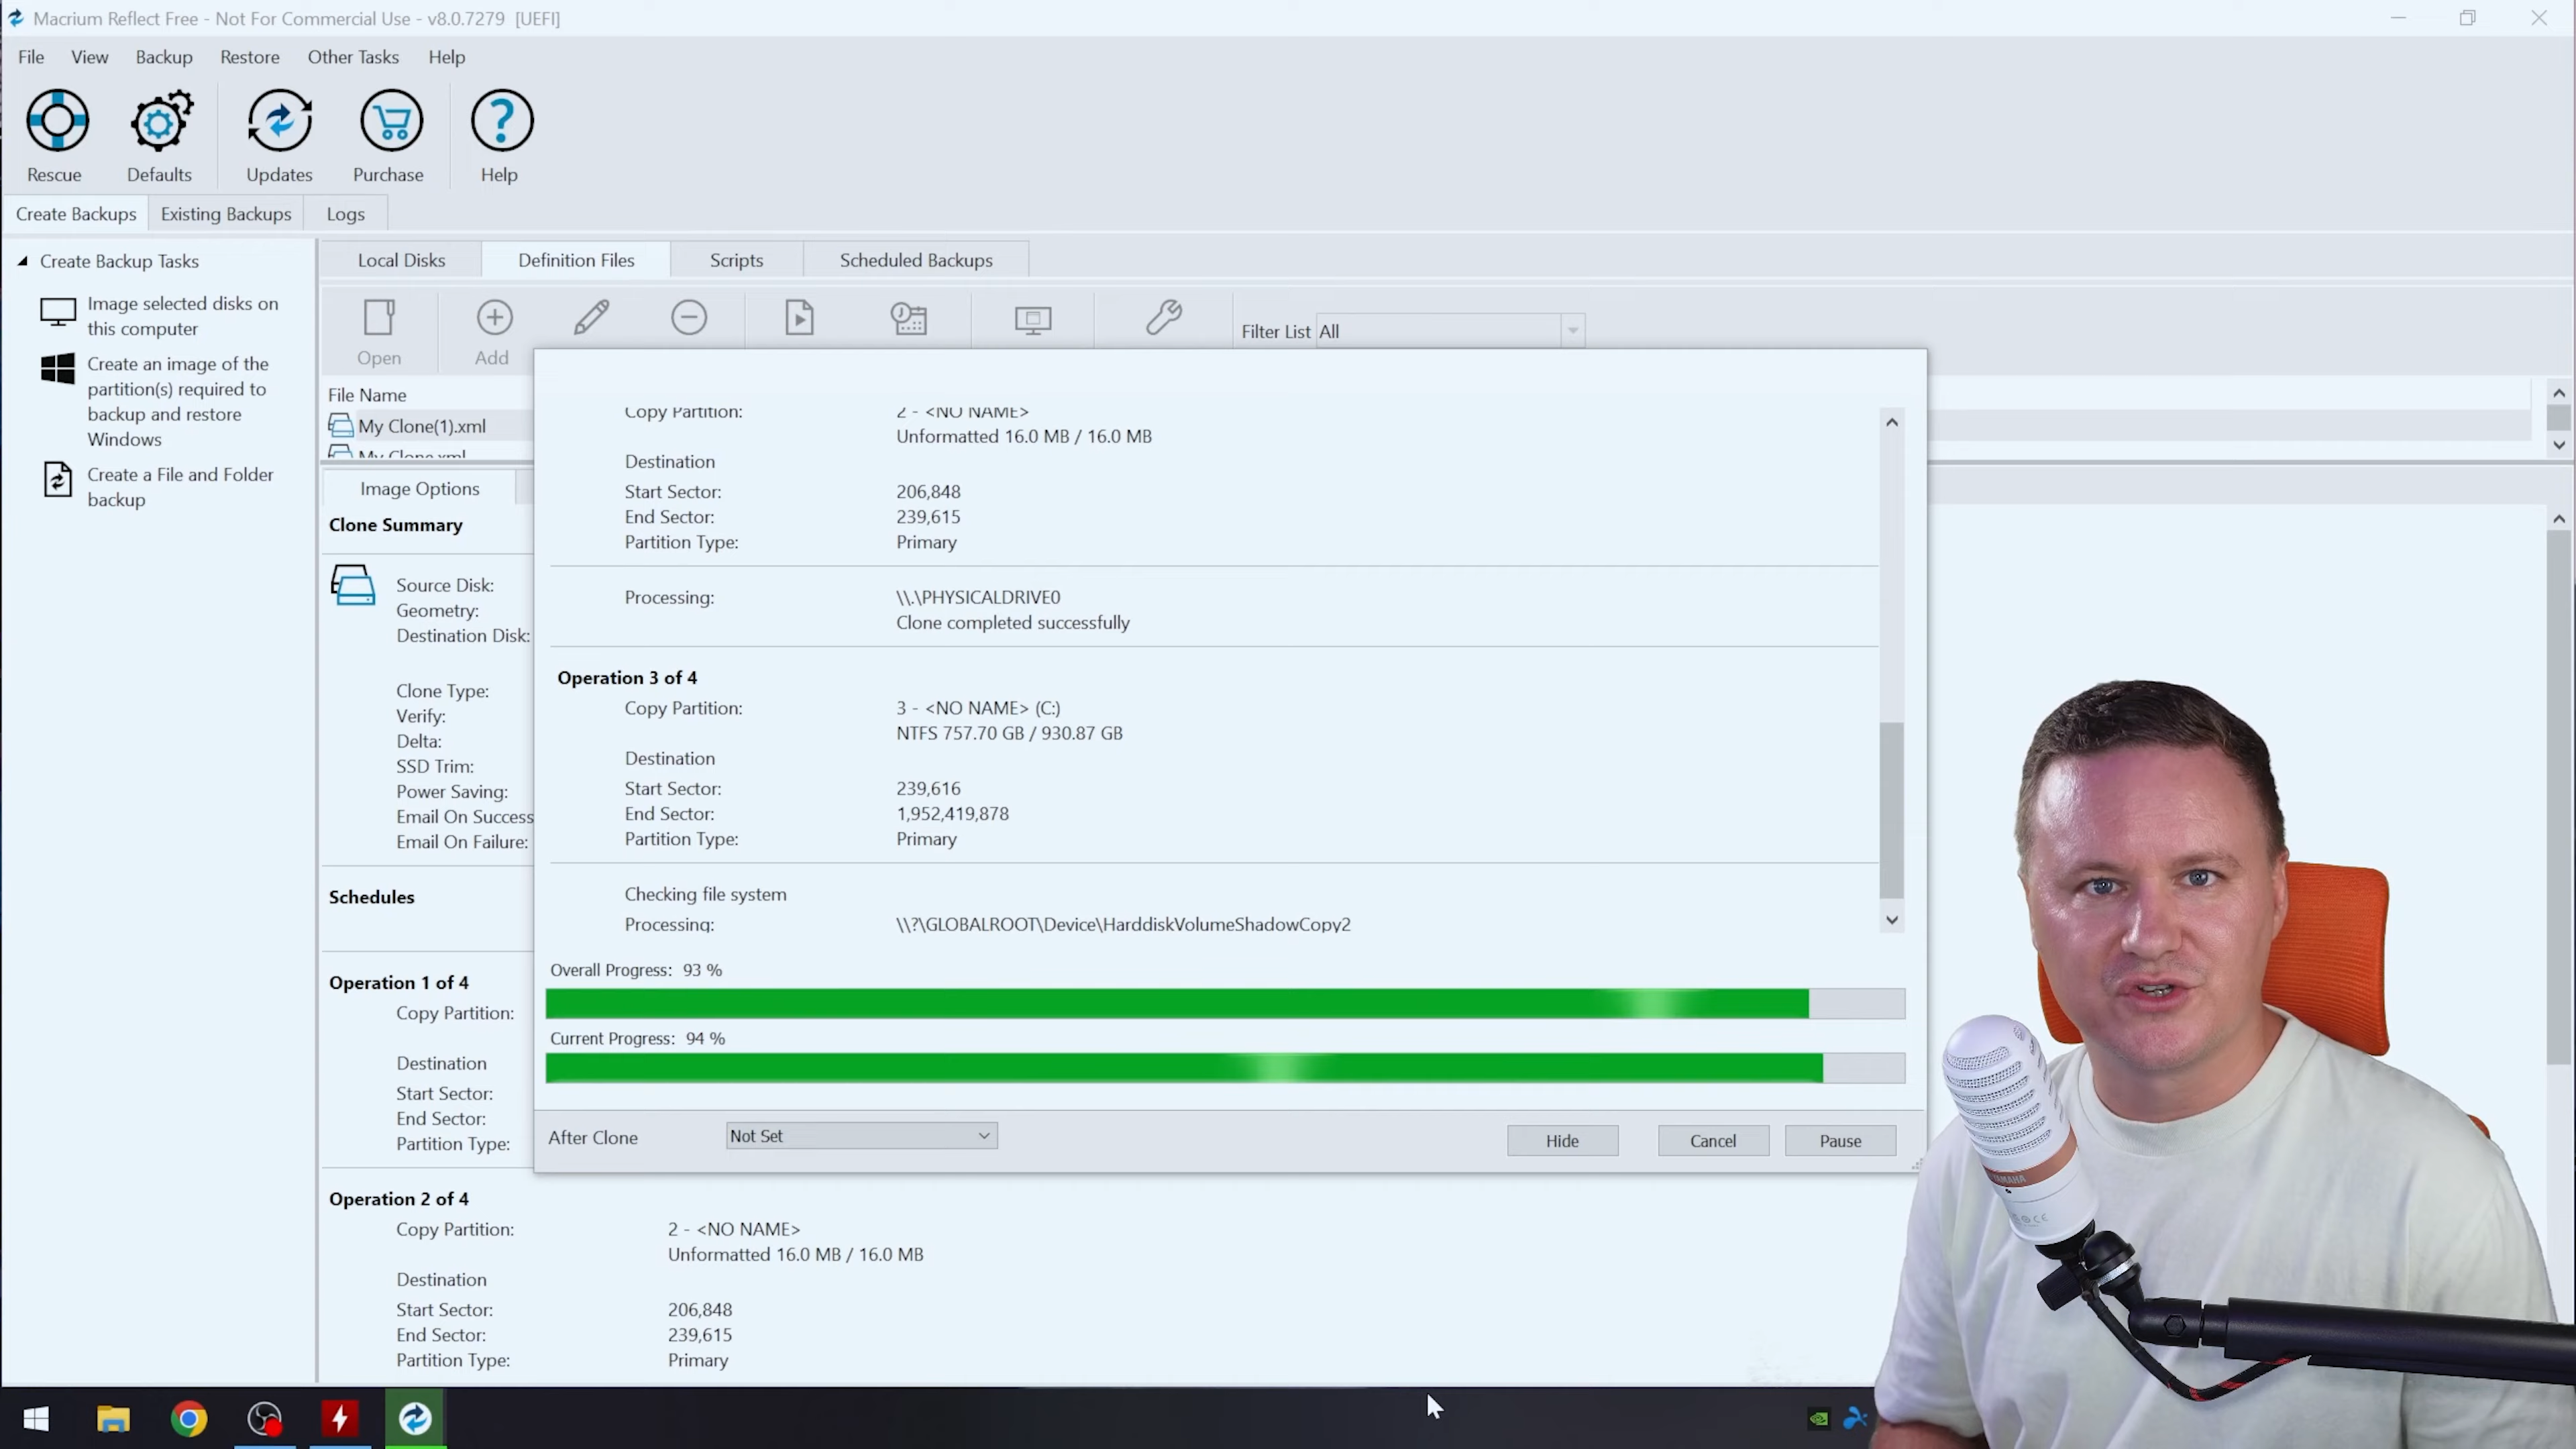 Macrium Reflect Free - Not For Commercial Use - v8.0.7279 [UEFI]
File View Backup Restore Other Tasks Help
Rescue Defaults Updates Purchase Help
Create Backups Existing Backups Logs
Create Backup Tasks
Image selected disks on
this computer
Create an image of the
partition(s) required to
backup and restore
Windows
Create a File and Folder
backup
Local Disks Definition Files Scripts Scheduled Backups
Open Add
Filter List All
File Name
My Clone(1).xml
My Clone.xml
Image Options
Clone Summary
Source Disk:
Geometry:
Destination Disk:
Clone Type:
Verify:
Delta:
SSD Trim:
Power Saving:
Email On Success
Email On Failure:
Schedules
Operation 1 of 4
Copy Partition:
Destination
Start Sector:
End Sector:
Partition Type:
Operation 2 of 4
Copy Partition: 2 - <NO NAME>
Unformatted 16.0 MB / 16.0 MB
Destination
Start Sector: 206,848
End Sector: 239,615
Partition Type: Primary
Copy Partition: 2 - <NO NAME>
Unformatted 16.0 MB / 16.0 MB
Destination
Start Sector: 206,848
End Sector: 239,615
Partition Type: Primary
Processing: \\.\PHYSICALDRIVE0
Clone completed successfully
Operation 3 of 4
Copy Partition: 3 - <NO NAME> (C:)
NTFS 757.70 GB / 930.87 GB
Destination
Start Sector: 239,616
End Sector: 1,952,419,878
Partition Type: Primary
Checking file system
Processing: \\?\GLOBALROOT\Device\HarddiskVolumeShadowCopy2
Overall Progress: 93 %
Current Progress: 94 %
After Clone Not Set Hide Cancel Pause
YAMAHA